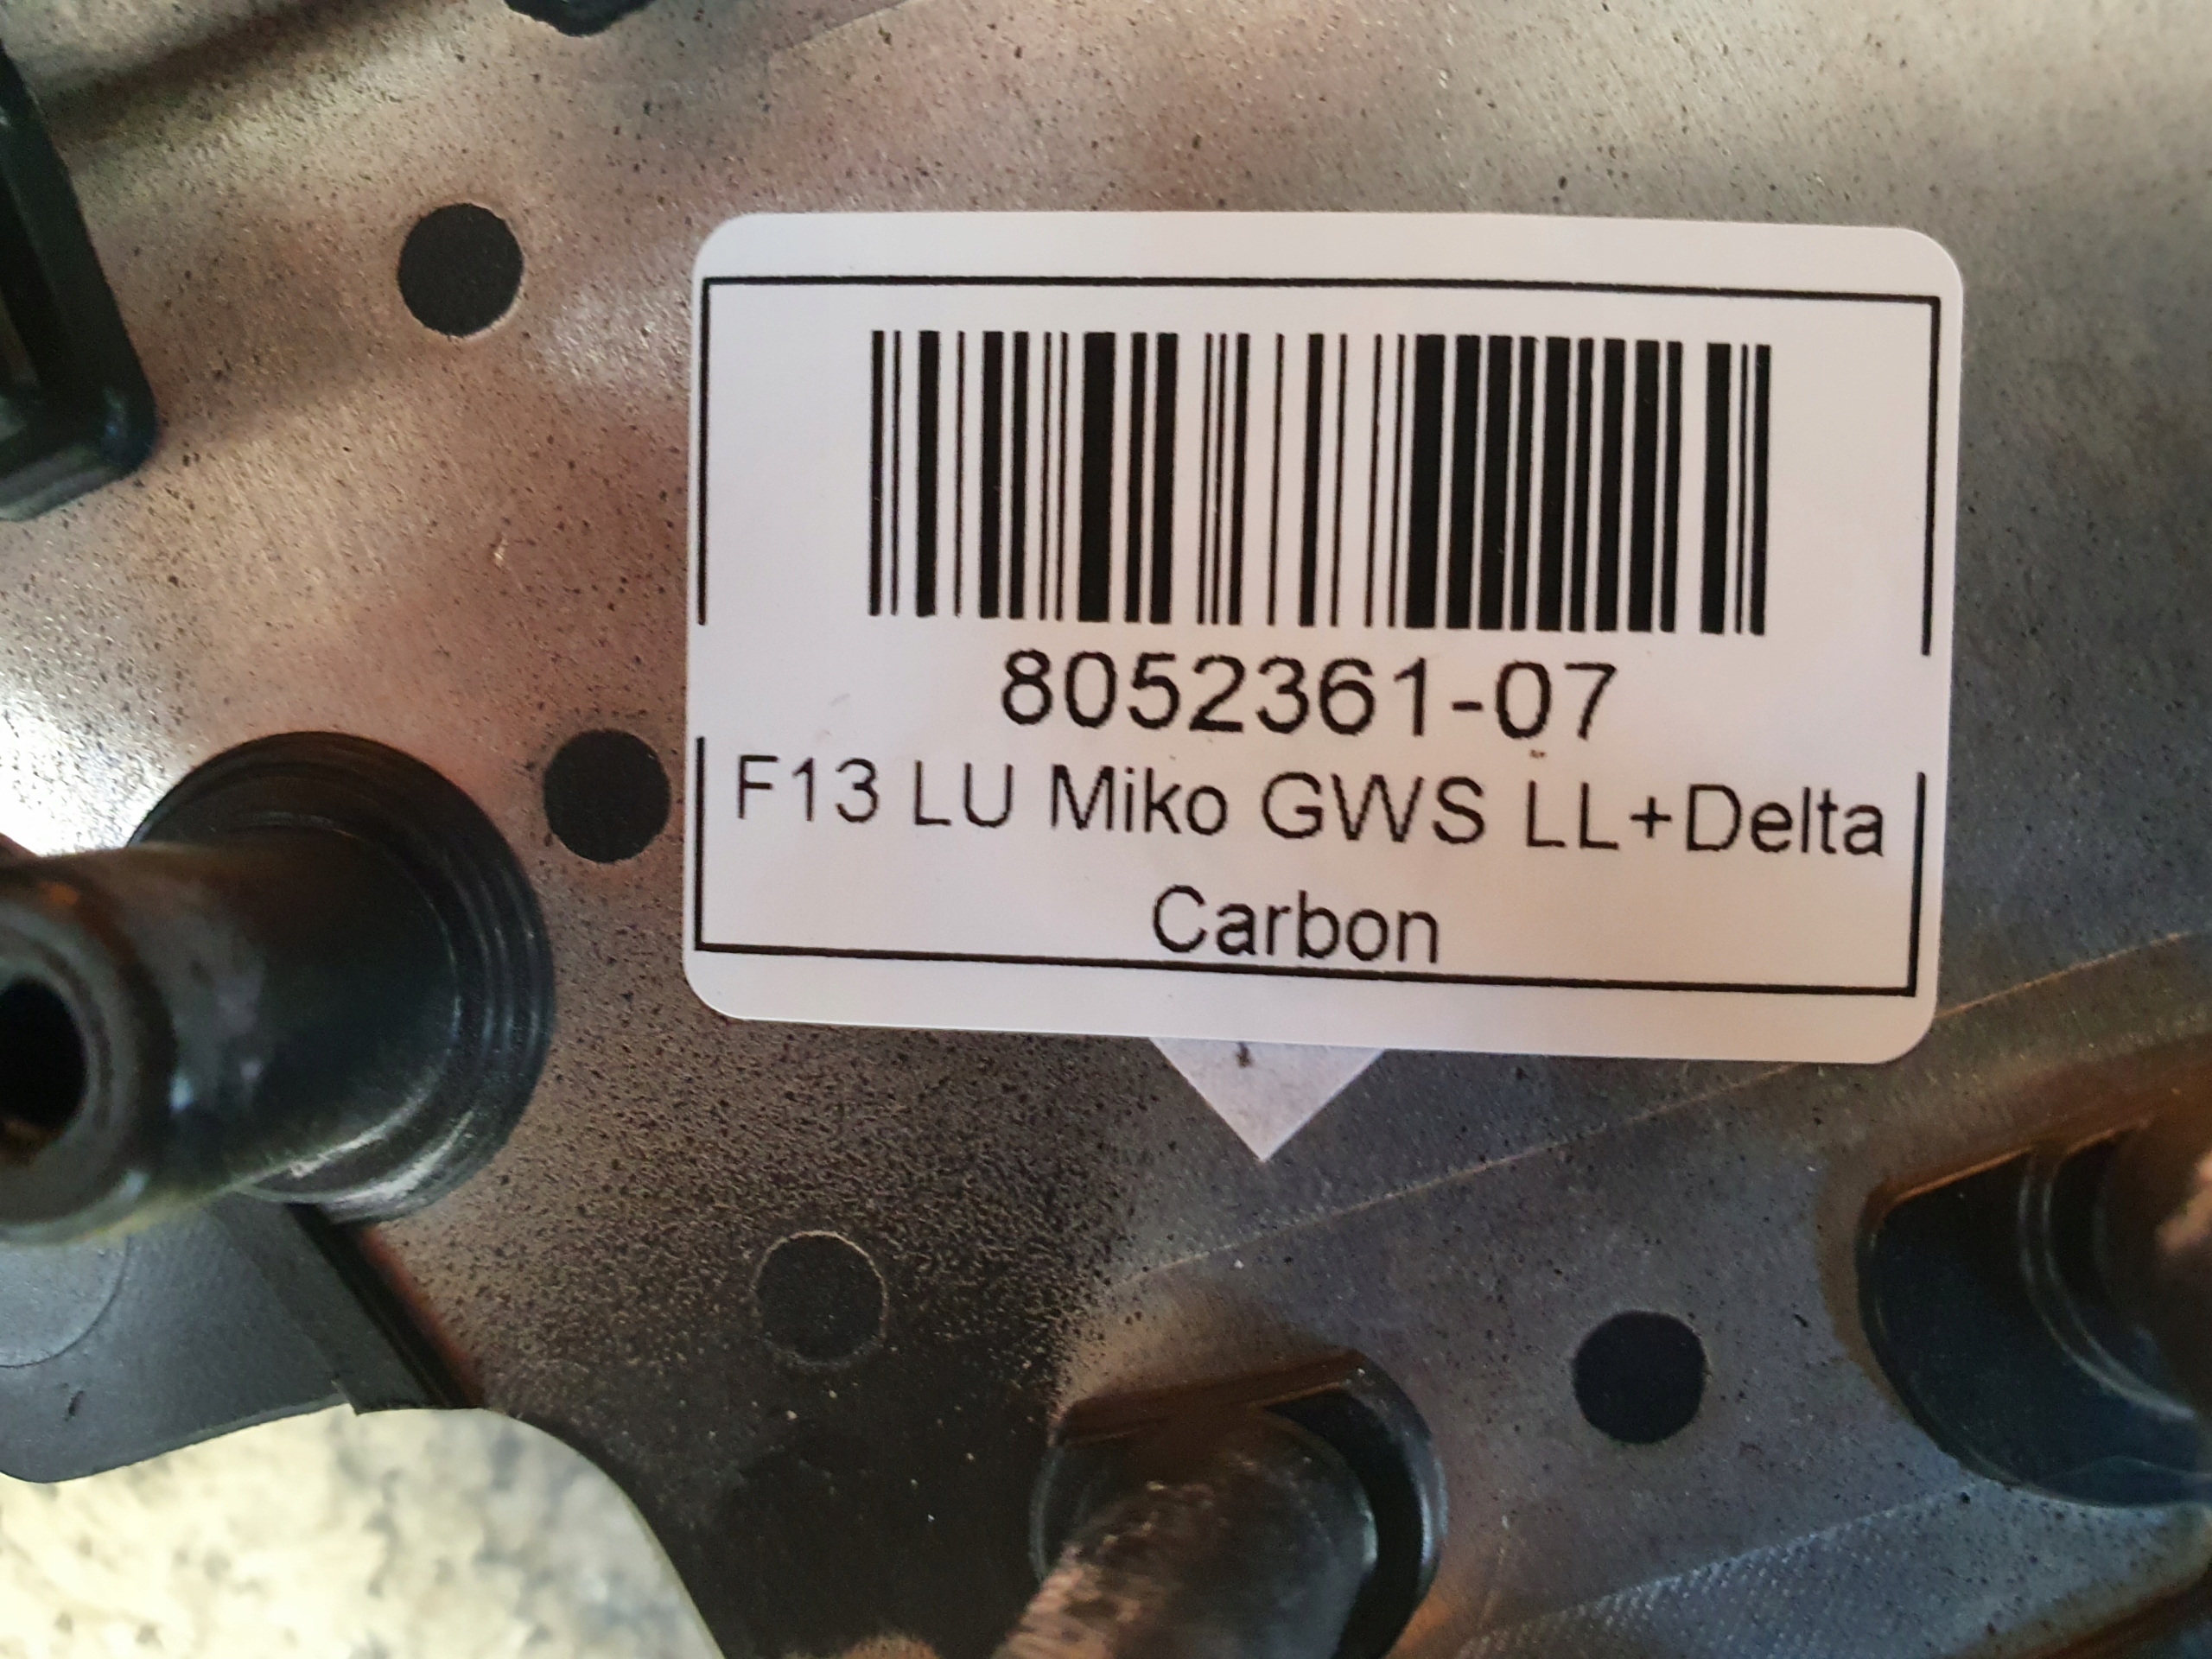 8052361-07
F13 LU Miko GWS LL+Delta
Carbon